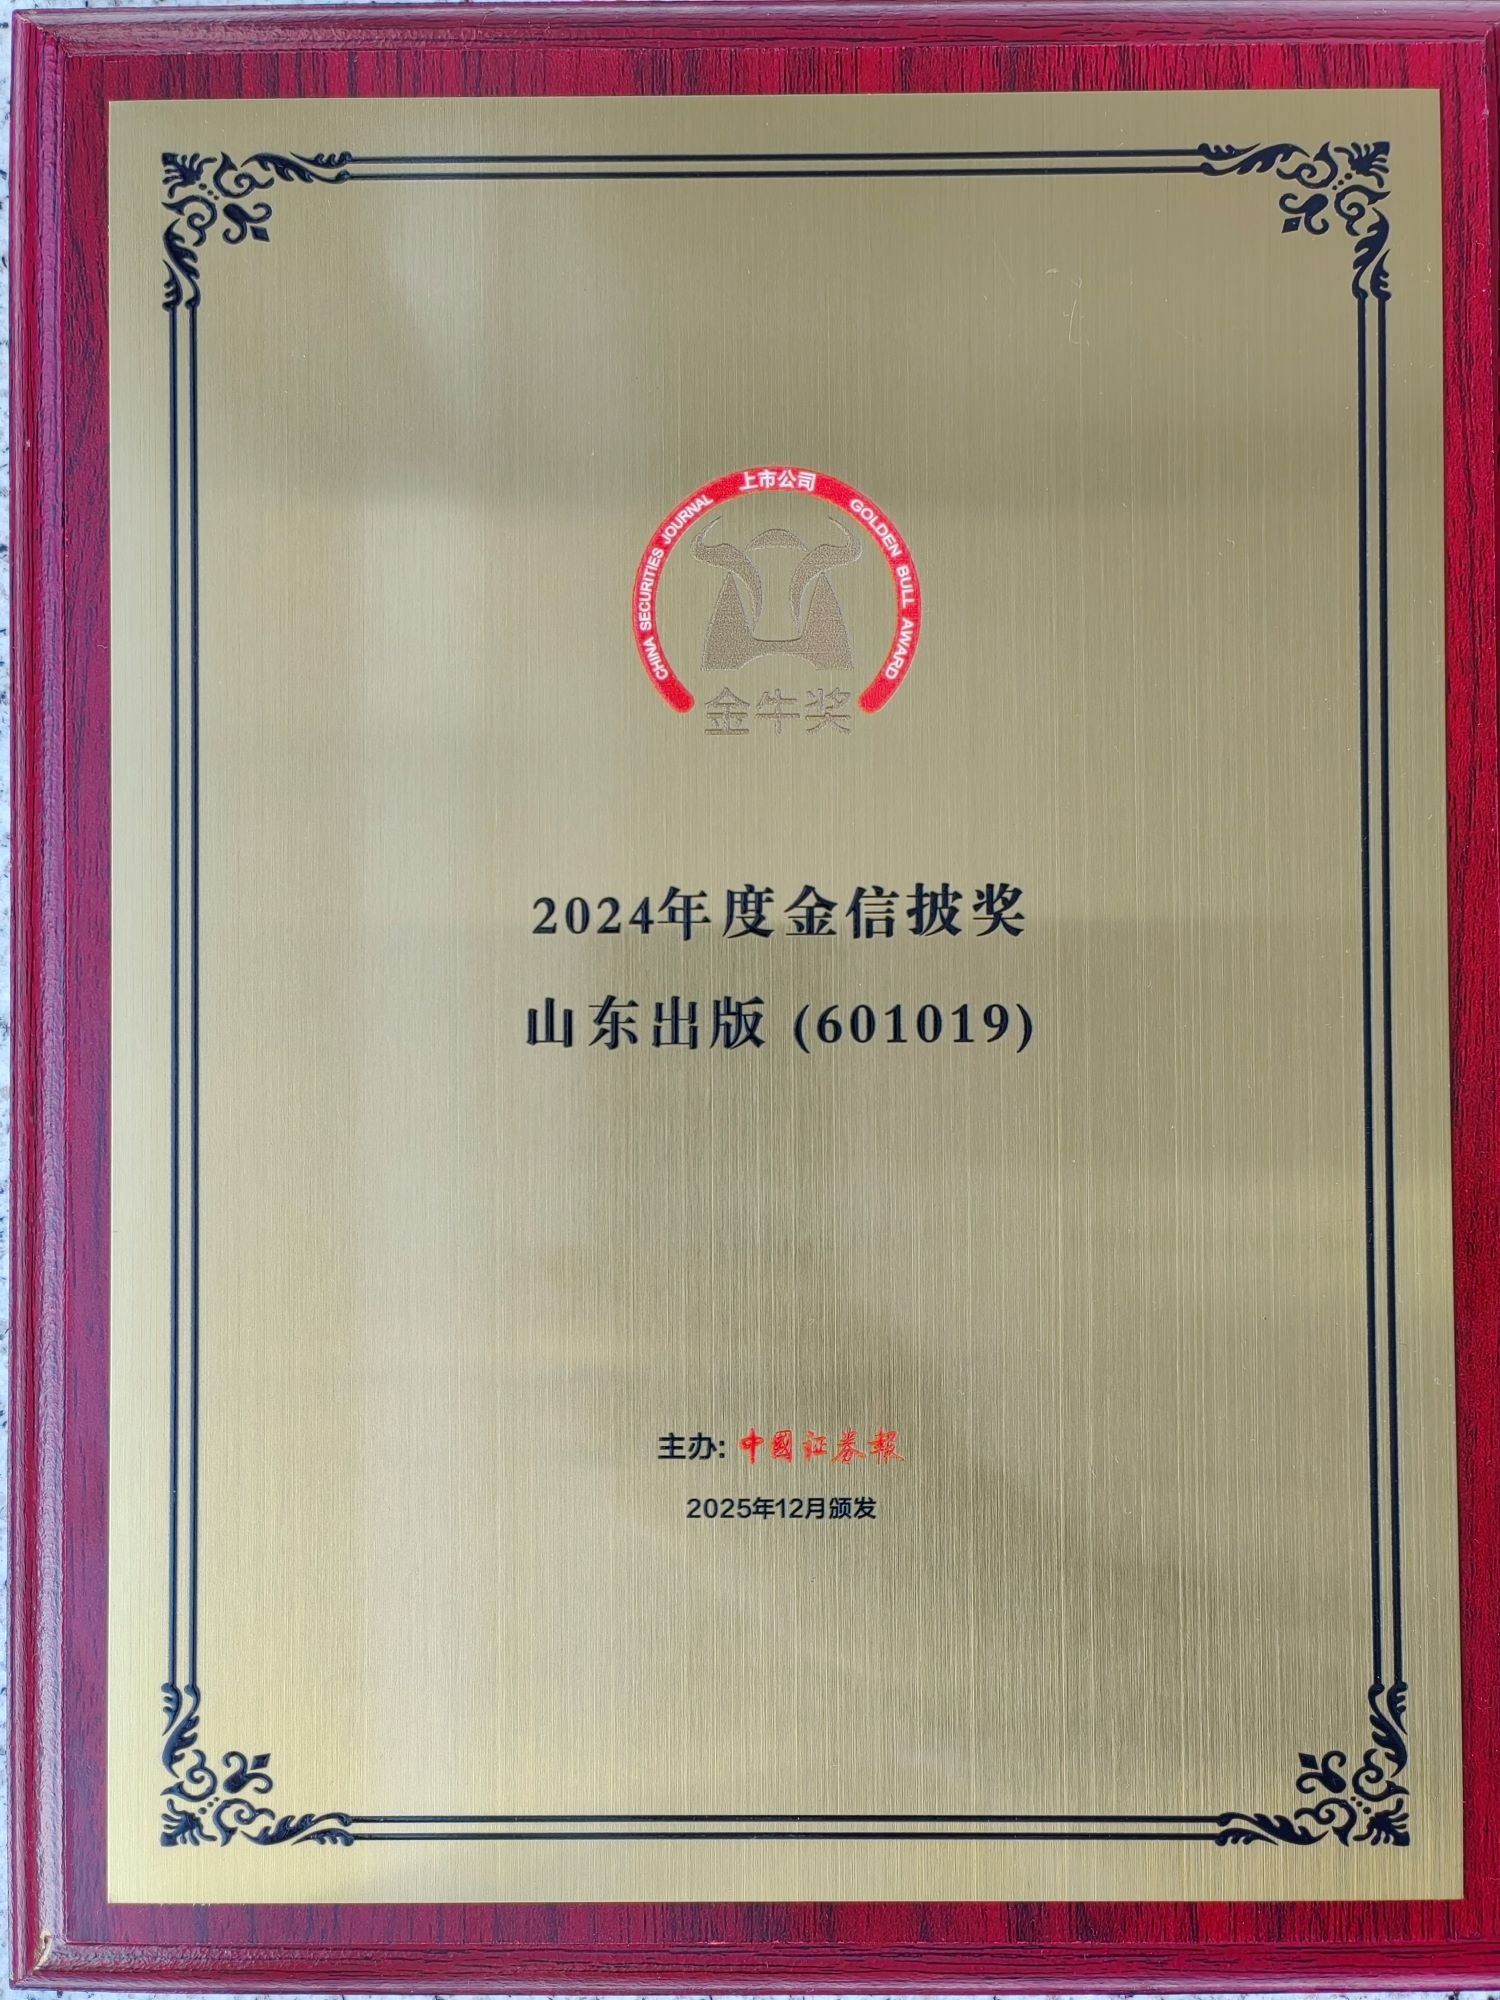 上市公司
CHINA SECURITIES JOURNAL
GOLDEN BULL AWARD
金牛奖
2024年度金信披奖
山东出版 (601019)
主办: 中國证券報
2025年12月颁发